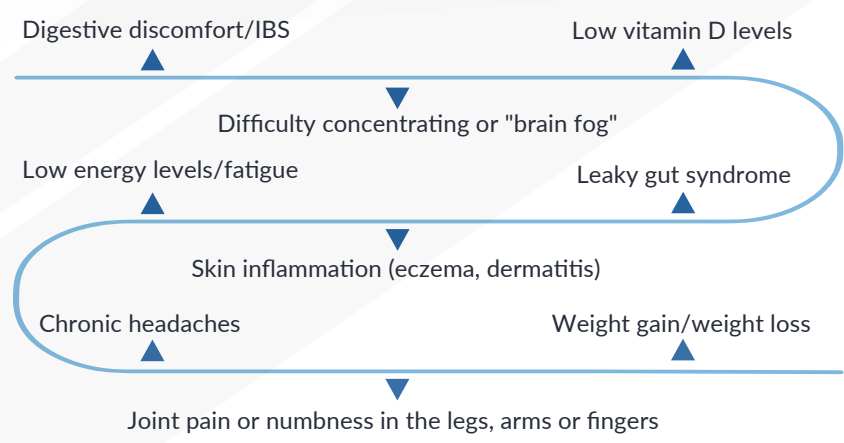 Digestive discomfort/IBS
Low vitamin D levels
Difficulty concentrating or "brain fog"
Low energy levels/fatigue
Leaky gut syndrome
Skin inflammation (eczema, dermatitis)
Chronic headaches
Weight gain/weight loss
Joint pain or numbness in the legs, arms or fingers